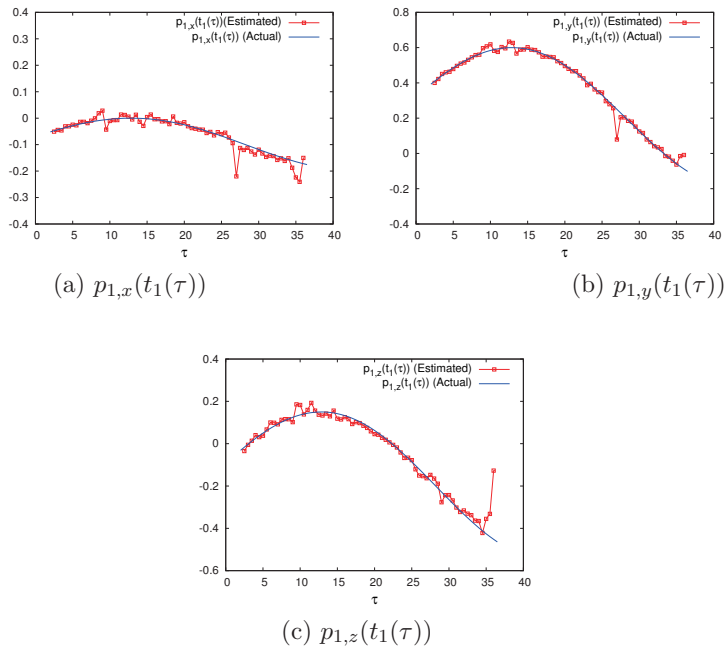 p1,x(t1(τ))(Estimated)
p1,x(t1(τ)) (Actual)
0.4
0.3
0.2
0.1
0
-0.1
-0.2
-0.3
-0.4
0 5 10 15 20 25 30 35 40
τ
(a) p1,x(t1(τ))
p1,y(t1(τ)) (Estimated)
p1,y(t1(τ)) (Actual)
0.8
0.6
0.4
0.2
0
-0.2
0.4
0 5 10 15 20 25 30 35 40
τ
(b) p1,y(t1(τ))
p1,z(t1(τ)) (Estimated)
p1,z(t1(τ)) (Actual)
0.4
0.2
0
-0.2
-0.4
-0.6
0 5 10 15 20 25 30 35 40
τ
(c) p1,z(t1(τ))